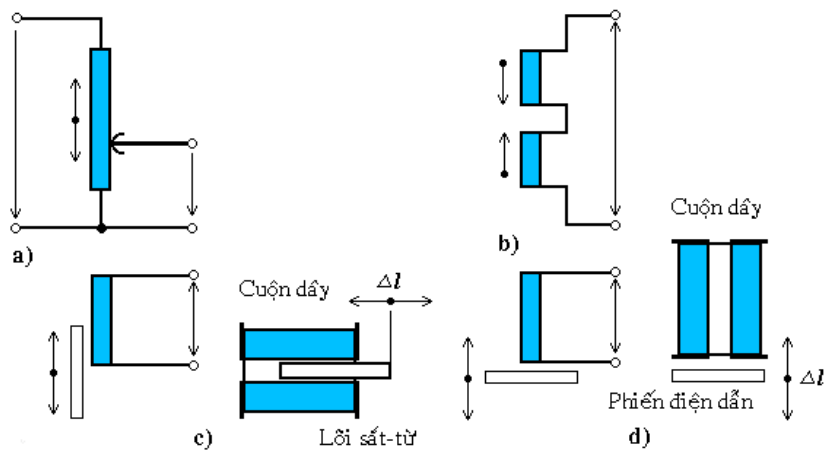 a)
b)
Cuộn dây
Cuộn dây
Δl
c)
Lõi sắt-từ
Phiến điện dẫn
Δl
d)